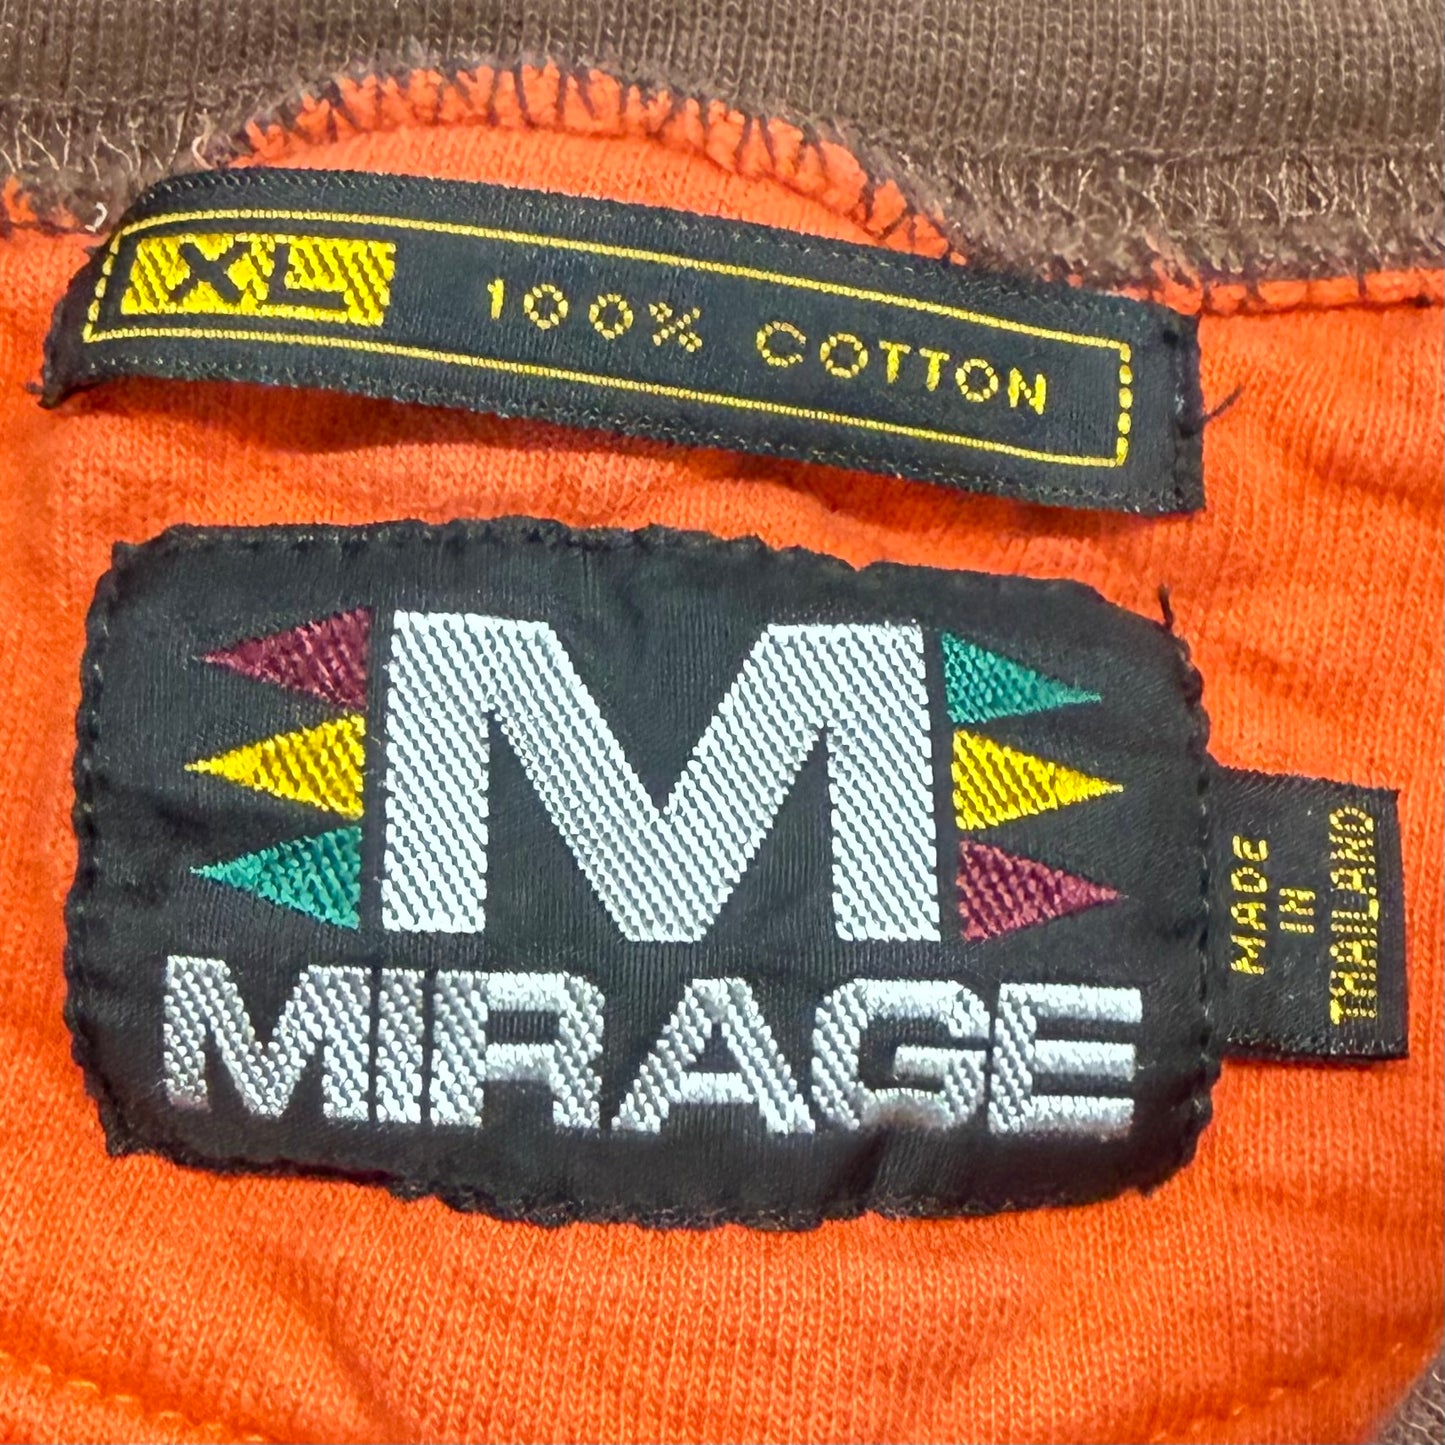 XL 100% COTTON
M
MIRAGE
MADE
IN
THAILAND